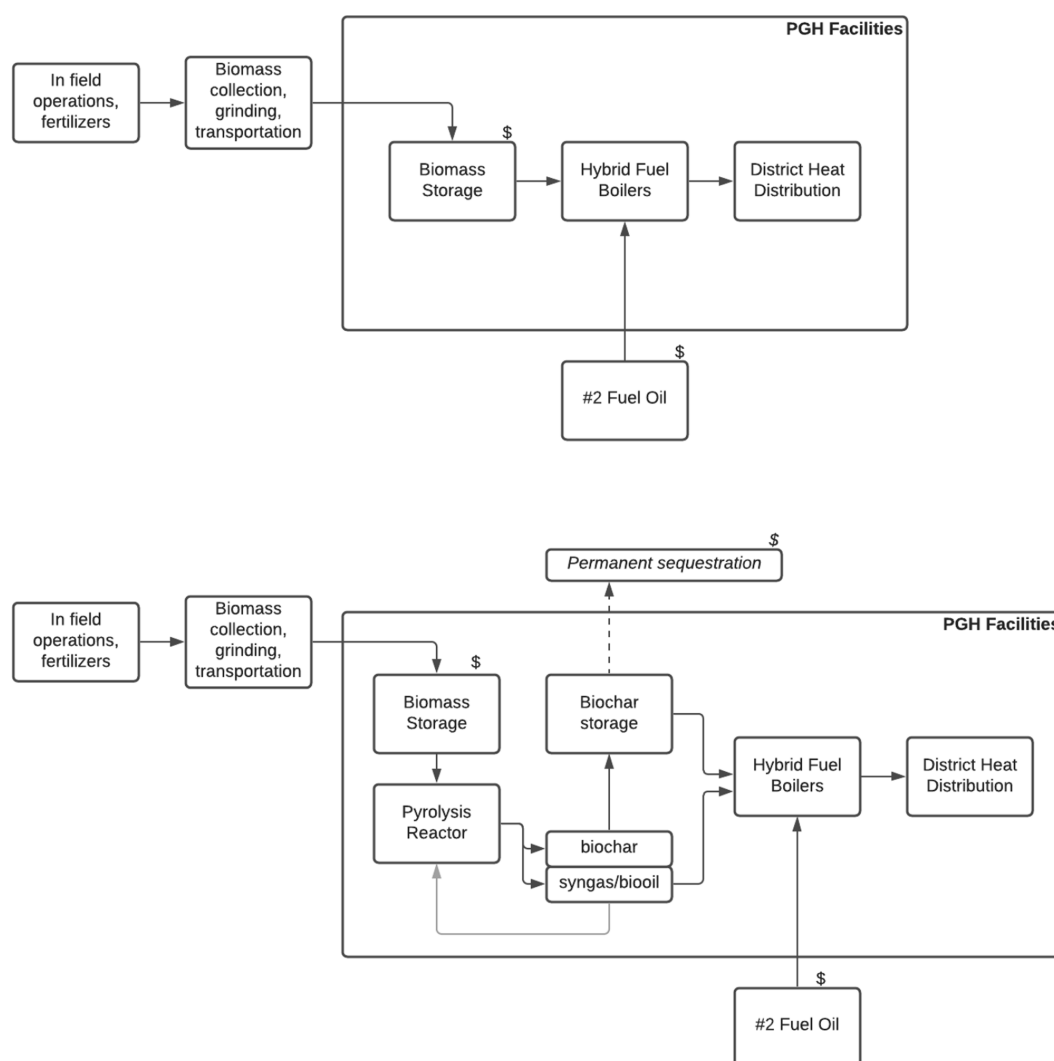 PGH Facilities
In field
operations,
fertilizers
Biomass
collection,
grinding,
transportation
$
Biomass
Storage
Hybrid Fuel
Boilers
District Heat
Distribution
$
#2 Fuel Oil
$
Permanent sequestration
In field
operations,
fertilizers
Biomass
collection,
grinding,
transportation
PGH Facilities
$
Biomass
Storage
Biochar
storage
Pyrolysis
Reactor
biochar
syngas/biooil
Hybrid Fuel
Boilers
District Heat
Distribution
$
#2 Fuel Oil